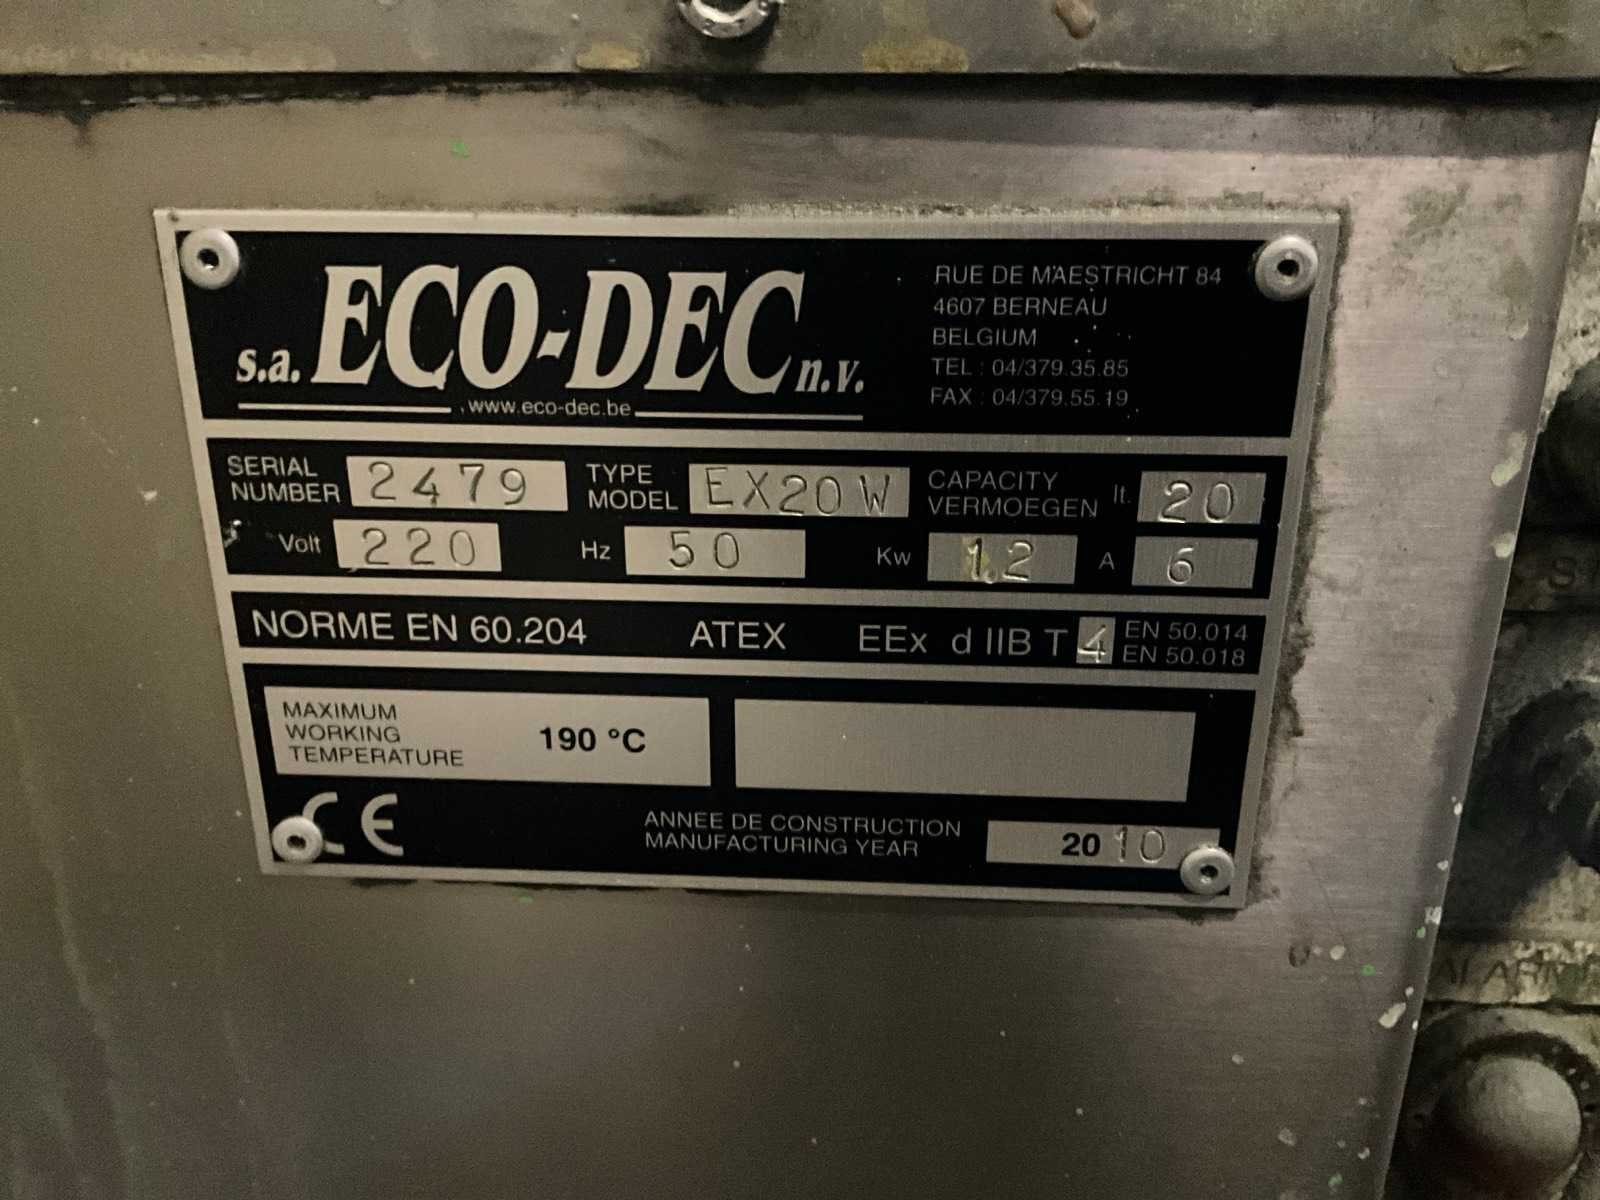 s.a. ECO-DEC n.v.
www.eco-dec.be
RUE DE MAESTRICHT 84
4607 BERNEAU
BELGIUM
TEL : 04/379.35.85
FAX : 04/379.55.19
SERIAL NUMBER 2479 TYPE MODEL EX20W CAPACITY VERMOEGEN lt. 20
Volt 220 Hz 50 Kw 1.2 A 6
NORME EN 60.204 ATEX EEx d IIB T4 EN 50.014
EN 50.018
MAXIMUM
WORKING
TEMPERATURE
190 °C
CE
ANNEE DE CONSTRUCTION
MANUFACTURING YEAR
2010
ALARM